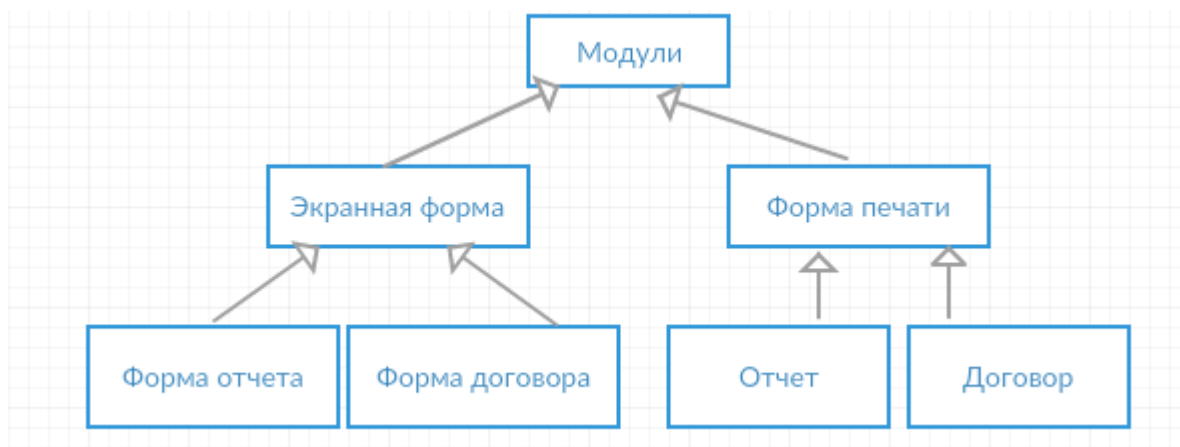 Модули
Экранная форма
Форма печати
Форма отчета
Форма договора
Отчет
Договор